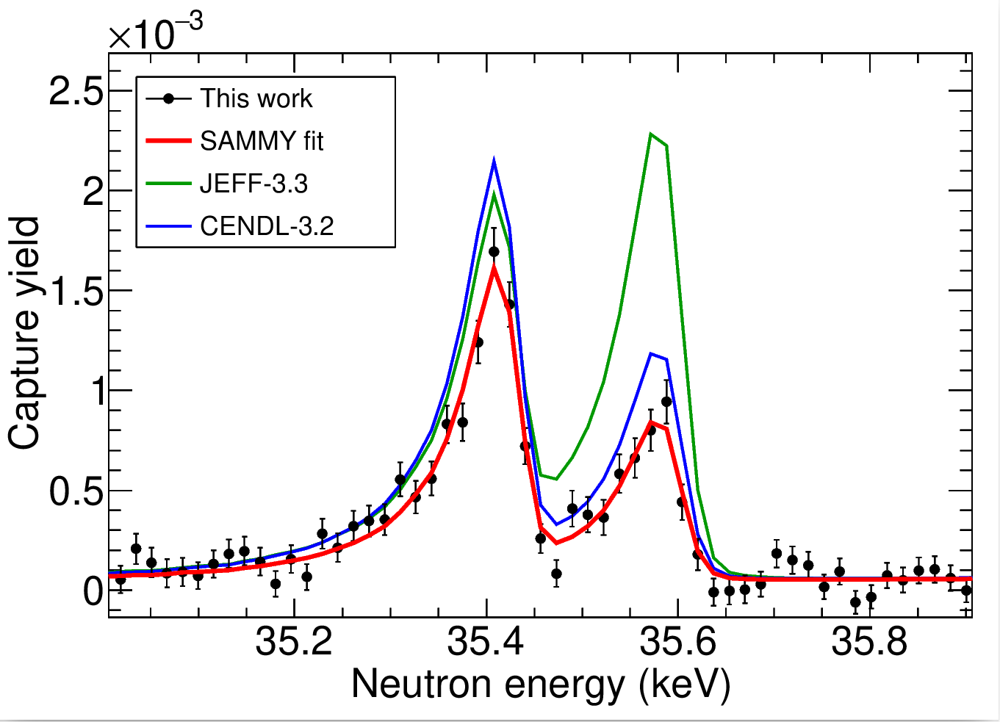 ×10⁻³
2.5
2
1.5
1
0.5
0
Capture yield
This work
SAMMY fit
JEFF-3.3
CENDL-3.2
35.2 35.4 35.6 35.8
Neutron energy (keV)